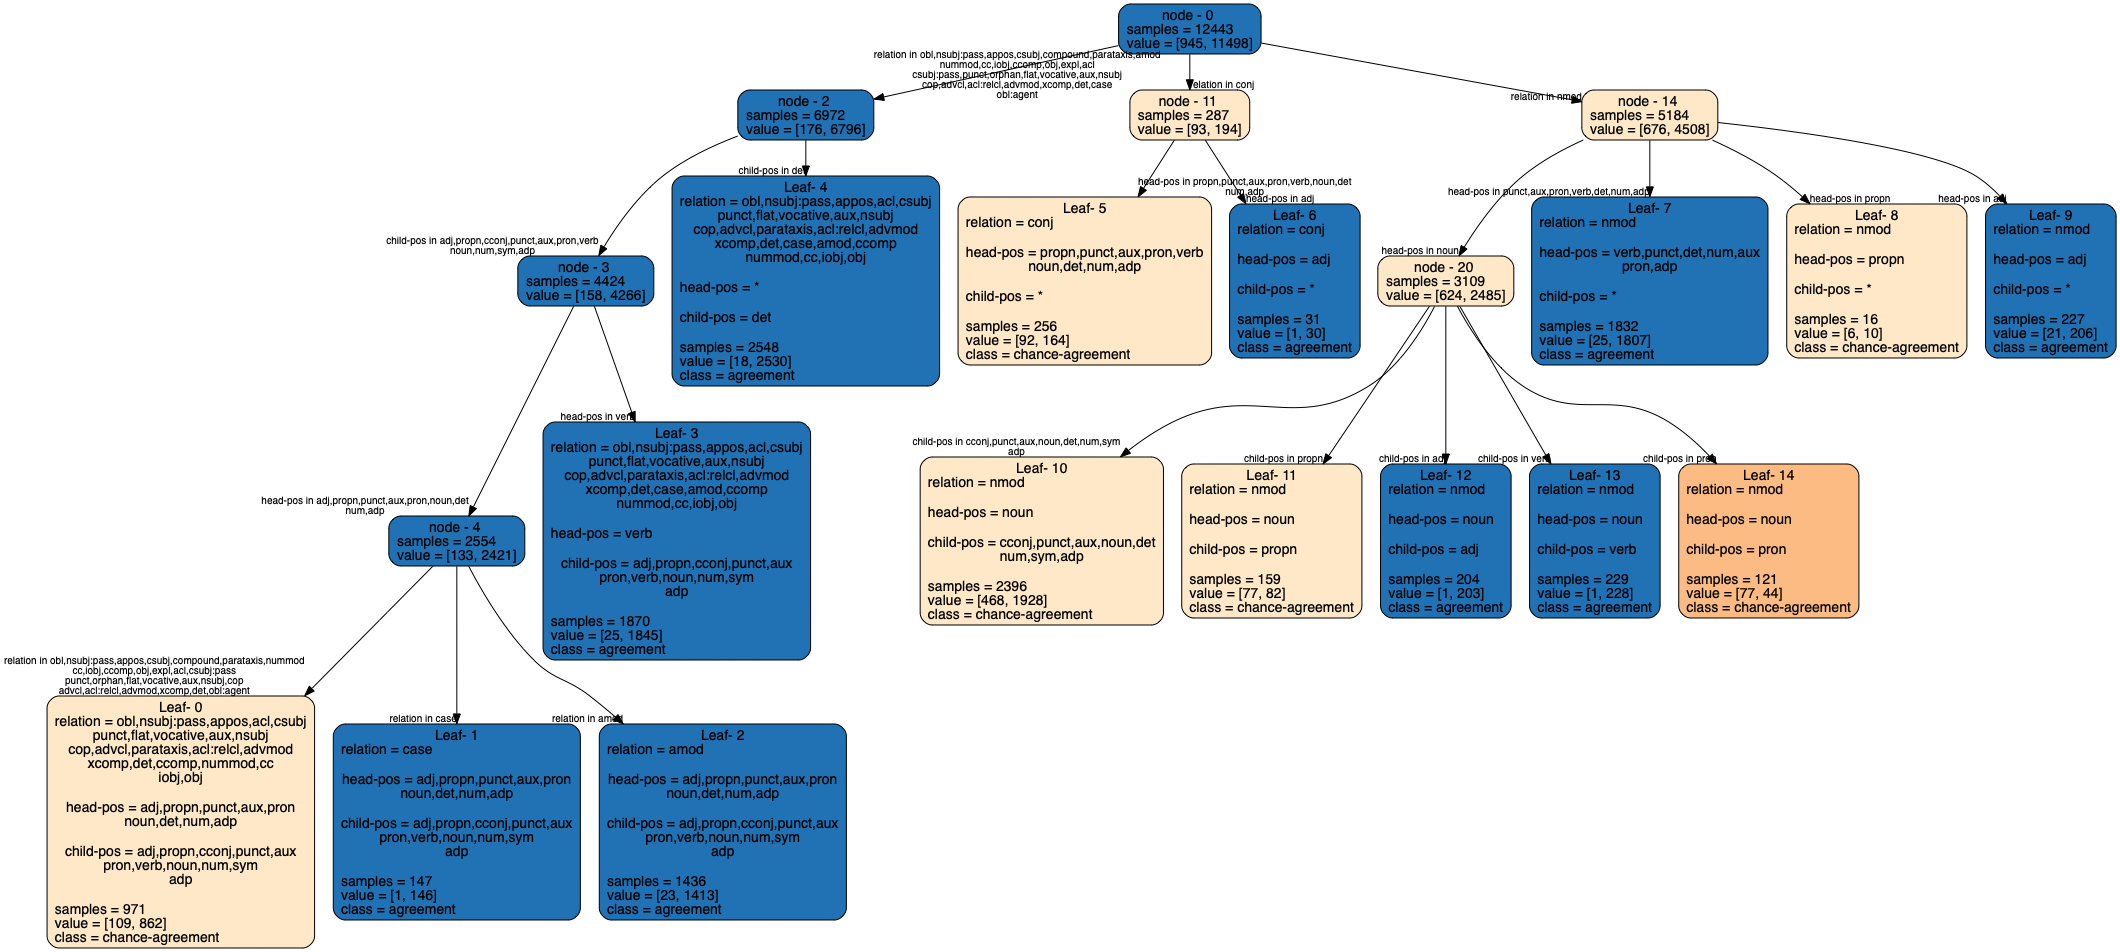 node - 0
samples = 12443
value = [945, 11498]
relation in obl,nsubj:pass,appos,csubj,compound,parataxis,amod
nummod,cc,iobj,ccomp,obj,expl,acl
csubj:pass,punct,orphan,flat,vocative,aux,nsubj
cop,advcl,acl:relcl,advmod,xcomp,det,case
obl:agent
relation in conj
relation in nmod
node - 2
samples = 6972
value = [176, 6796]
node - 11
samples = 287
value = [93, 194]
node - 14
samples = 5184
value = [676, 4508]
child-pos in det
Leaf- 4
relation = obl,nsubj:pass,appos,acl,csubj
punct,flat,vocative,aux,nsubj
cop,advcl,parataxis,acl:relcl,advmod
xcomp,det,case,amod,ccomp
nummod,cc,iobj,obj
head-pos = *
child-pos = det
samples = 2548
value = [18, 2530]
class = agreement
head-pos in propn,punct,aux,pron,verb,noun,det
num,adp
Leaf- 5
relation = conj
head-pos = propn,punct,aux,pron,verb
noun,det,num,adp
child-pos = *
samples = 256
value = [92, 164]
class = chance-agreement
head-pos in adj
Leaf- 6
relation = conj
head-pos = adj
child-pos = *
samples = 31
value = [1, 30]
class = agreement
head-pos in punct,aux,pron,verb,det,num,adp
Leaf- 7
relation = nmod
head-pos = verb,punct,det,num,aux
pron,adp
child-pos = *
samples = 1832
value = [25, 1807]
class = agreement
head-pos in propn
Leaf- 8
relation = nmod
head-pos = propn
child-pos = *
samples = 16
value = [6, 10]
class = chance-agreement
head-pos in adj
Leaf- 9
relation = nmod
head-pos = adj
child-pos = *
samples = 227
value = [21, 206]
class = agreement
child-pos in adj,propn,cconj,punct,aux,pron,verb
noun,num,sym,adp
node - 3
samples = 4424
value = [158, 4266]
head-pos in noun
node - 20
samples = 3109
value = [624, 2485]
head-pos in verb
Leaf- 3
relation = obl,nsubj:pass,appos,acl,csubj
punct,flat,vocative,aux,nsubj
cop,advcl,parataxis,acl:relcl,advmod
xcomp,det,case,amod,ccomp
nummod,cc,iobj,obj
head-pos = verb
child-pos = adj,propn,cconj,punct,aux
pron,verb,noun,num,sym
adp
samples = 1870
value = [25, 1845]
class = agreement
child-pos in cconj,punct,aux,noun,det,num,sym
adp
Leaf- 10
relation = nmod
head-pos = noun
child-pos = cconj,punct,aux,noun,det
num,sym,adp
samples = 2396
value = [468, 1928]
class = chance-agreement
child-pos in propn
Leaf- 11
relation = nmod
head-pos = noun
child-pos = propn
samples = 159
value = [77, 82]
class = chance-agreement
child-pos in adj
Leaf- 12
relation = nmod
head-pos = noun
child-pos = adj
samples = 204
value = [1, 203]
class = agreement
child-pos in verb
Leaf- 13
relation = nmod
head-pos = noun
child-pos = verb
samples = 229
value = [1, 228]
class = agreement
child-pos in pron
Leaf- 14
relation = nmod
head-pos = noun
child-pos = pron
samples = 121
value = [77, 44]
class = chance-agreement
head-pos in adj,propn,punct,aux,pron,noun,det
num,adp
node - 4
samples = 2554
value = [133, 2421]
relation in obl,nsubj:pass,appos,csubj,compound,parataxis,nummod
cc,iobj,ccomp,obj,expl,acl,csubj:pass
punct,orphan,flat,vocative,aux,nsubj,cop
advcl,acl:relcl,advmod,xcomp,det,obl:agent
Leaf- 0
relation = obl,nsubj:pass,appos,acl,csubj
punct,flat,vocative,aux,nsubj
cop,advcl,parataxis,acl:relcl,advmod
xcomp,det,ccomp,nummod,cc
iobj,obj
head-pos = adj,propn,punct,aux,pron
noun,det,num,adp
child-pos = adj,propn,cconj,punct,aux
pron,verb,noun,num,sym
adp
samples = 971
value = [109, 862]
class = chance-agreement
relation in case
Leaf- 1
relation = case
head-pos = adj,propn,punct,aux,pron
noun,det,num,adp
child-pos = adj,propn,cconj,punct,aux
pron,verb,noun,num,sym
adp
samples = 147
value = [1, 146]
class = agreement
relation in amod
Leaf- 2
relation = amod
head-pos = adj,propn,punct,aux,pron
noun,det,num,adp
child-pos = adj,propn,cconj,punct,aux
pron,verb,noun,num,sym
adp
samples = 1436
value = [23, 1413]
class = agreement